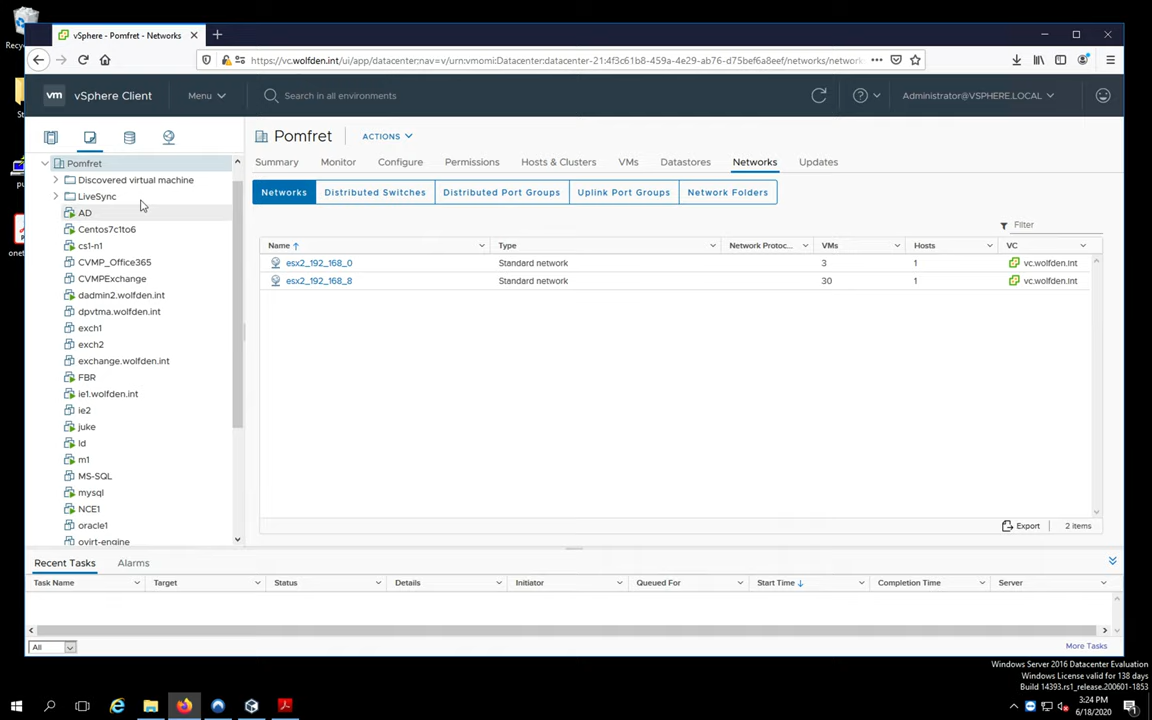 Recyc
vSphere - Pomfret - Networks
https://vc.wolfden.int/ui/app/datacenter;nav=v/urn:vmomi:Datacenter:datacenter-21:4f3c61b8-459a-4e29-ab76-d75bef6a8eef/networks/network
vm vSphere Client Menu Search in all environments Administrator@VSPHERE.LOCAL
Pomfret ACTIONS
Summary Monitor Configure Permissions Hosts & Clusters VMs Datastores Networks Updates
Networks Distributed Switches Distributed Port Groups Uplink Port Groups Network Folders
Filter
Name Type Network Protoc... VMs Hosts VC
esx2_192_168_0 Standard network 3 1 vc.wolfden.int
esx2_192_168_8 Standard network 30 1 vc.wolfden.int
Export 2 items
Pomfret
Discovered virtual machine
LiveSync
AD
Centos7c1to6
cs1-n1
CVMP_Office365
CVMPExchange
dadmin2.wolfden.int
dpvtma.wolfden.int
exch1
exch2
exchange.wolfden.int
FBR
ie1.wolfden.int
ie2
juke
ld
m1
MS-SQL
mysql
NCE1
oracle1
ovirt-engine
St
pu
onet
Recent Tasks Alarms
Task Name Target Status Details Initiator Queued For Start Time Completion Time Server
All More Tasks
Windows Server 2016 Datacenter Evaluation
Windows License valid for 138 days
Build 14393.rs1_release.200601-1853
3:24 PM
6/18/2020
1